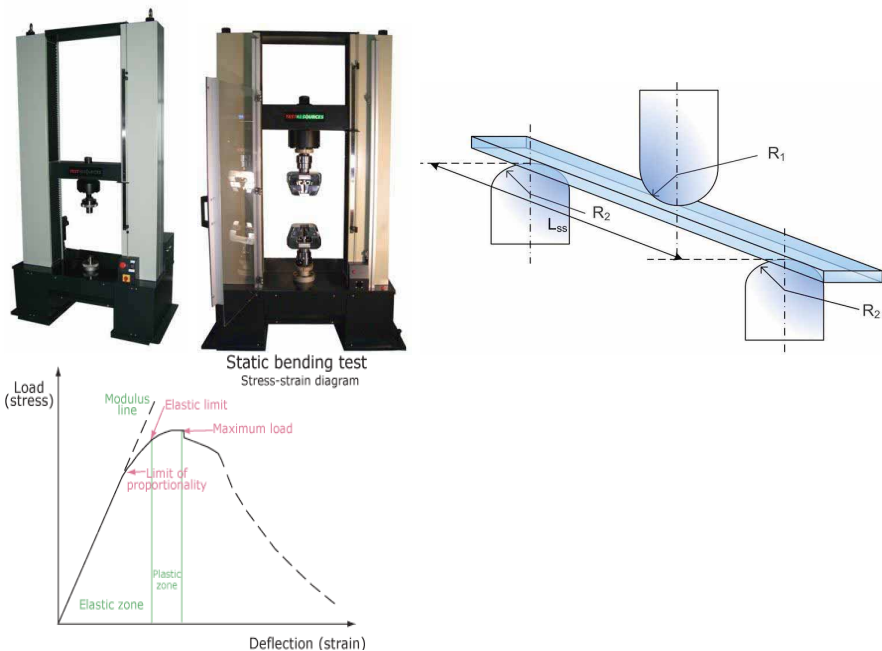 R₁
R₂
Lss
R₂
Static bending test
Stress-strain diagram
Load
(stress)
Modulus
line
Elastic limit
Maximum load
Limit of
proportionality
Plastic
zone
Elastic zone
Deflection (strain)